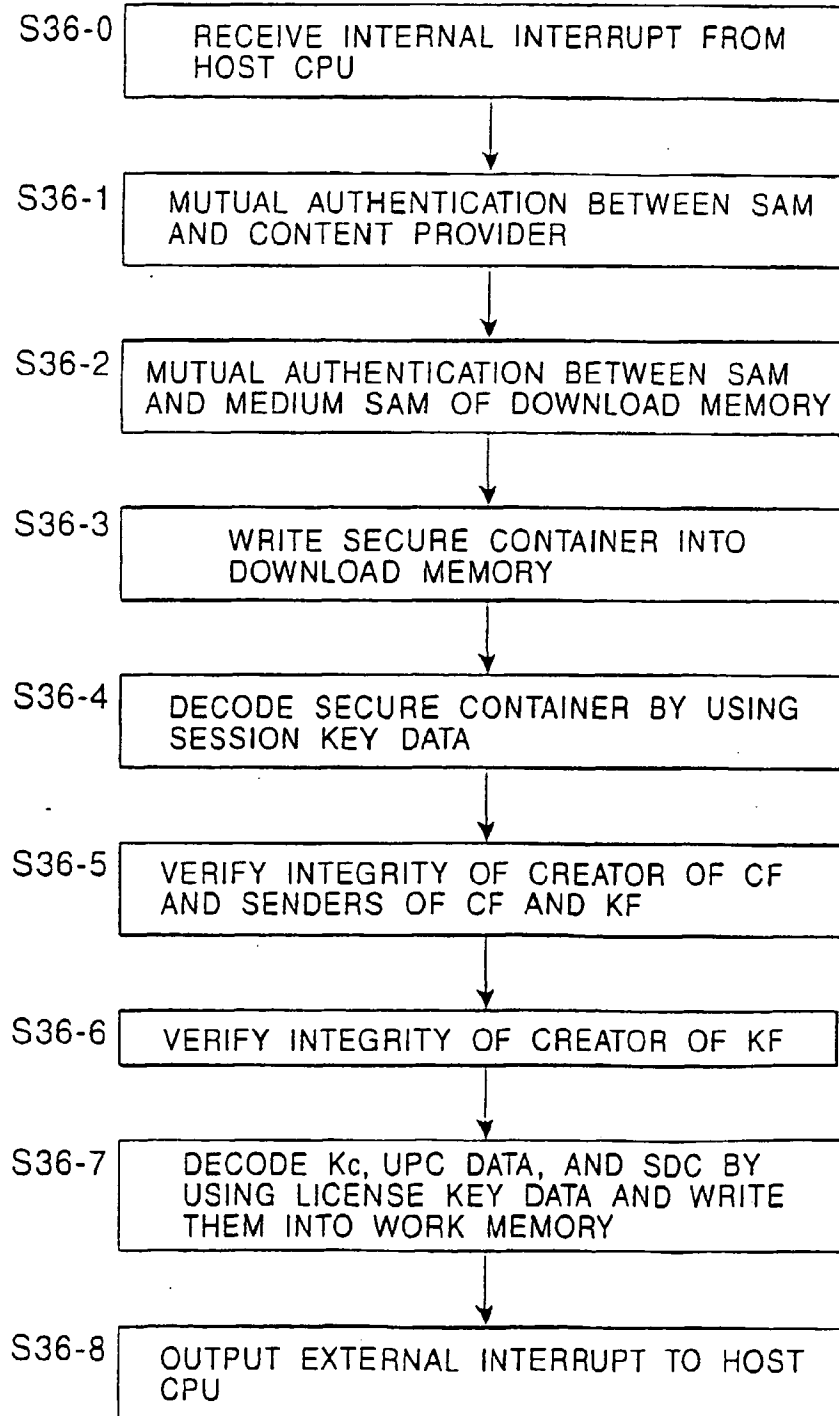 S36-0
RECEIVE INTERNAL INTERRUPT FROM
HOST CPU
S36-1
MUTUAL AUTHENTICATION BETWEEN SAM
AND CONTENT PROVIDER
S36-2
MUTUAL AUTHENTICATION BETWEEN SAM
AND MEDIUM SAM OF DOWNLOAD MEMORY
S36-3
WRITE SECURE CONTAINER INTO
DOWNLOAD MEMORY
S36-4
DECODE SECURE CONTAINER BY USING
SESSION KEY DATA
S36-5
VERIFY INTEGRITY OF CREATOR OF CF
AND SENDERS OF CF AND KF
S36-6
VERIFY INTEGRITY OF CREATOR OF KF
S36-7
DECODE Kc, UPC DATA, AND SDC BY
USING LICENSE KEY DATA AND WRITE
THEM INTO WORK MEMORY
S36-8
OUTPUT EXTERNAL INTERRUPT TO HOST
CPU